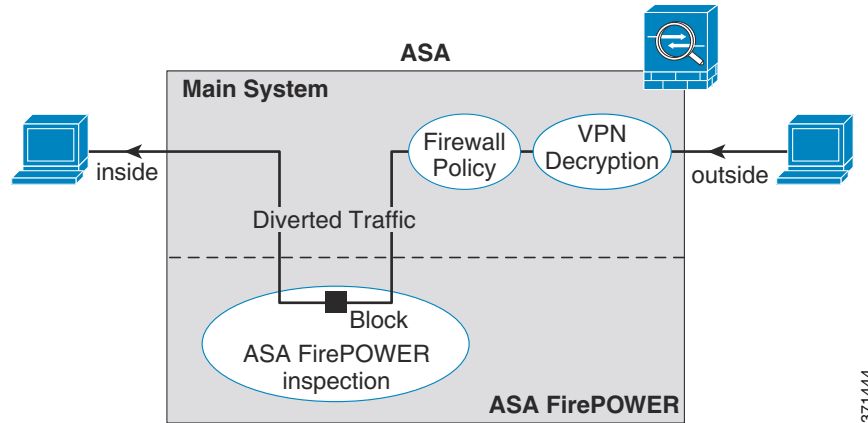 ASA
Main System
Firewall
Policy
VPN
Decryption
inside
outside
Diverted Traffic
Block
ASA FirePOWER
inspection
ASA FirePOWER
371444